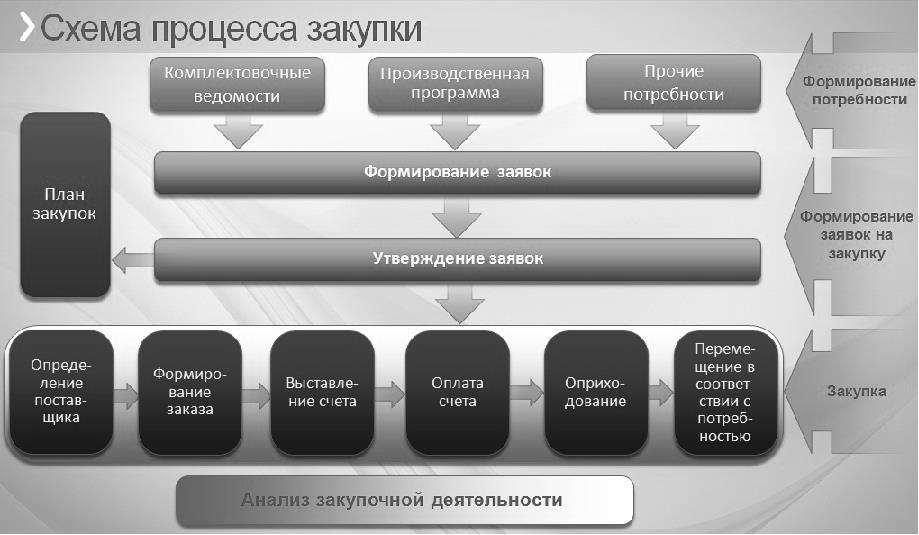 Схема процесса закупки
Комплектовочные
ведомости
Производственная
программа
Прочие
потребности
Формирование
потребности
План
закупок
Формирование заявок
Формирование
заявок на
закупку
Утверждение заявок
Опреде-
ление
постав-
щика
Формиро-
вание
заказа
Выставле-
ние счета
Оплата
счета
Оприхо-
дование
Переме-
щение в
соответ
ствии с
потреб-
ностью
Закупка
Анализ закупочной деятельности